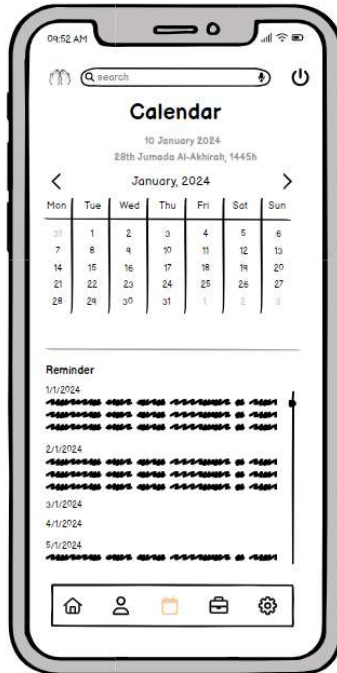 09:52 AM
search
Calendar
10 January 2024
28th Jumada Al-Akhirah, 1445h
January, 2024
Mon Tue Wed Thu Fri Sat Sun
31 1 2 3 4 5 6
7 8 9 10 11 12 13
14 15 16 17 18 19 20
21 22 23 24 25 26 27
28 29 30 31 1 2 3
Reminder
1/1/2024
2/1/2024
3/1/2024
4/1/2024
5/1/2024